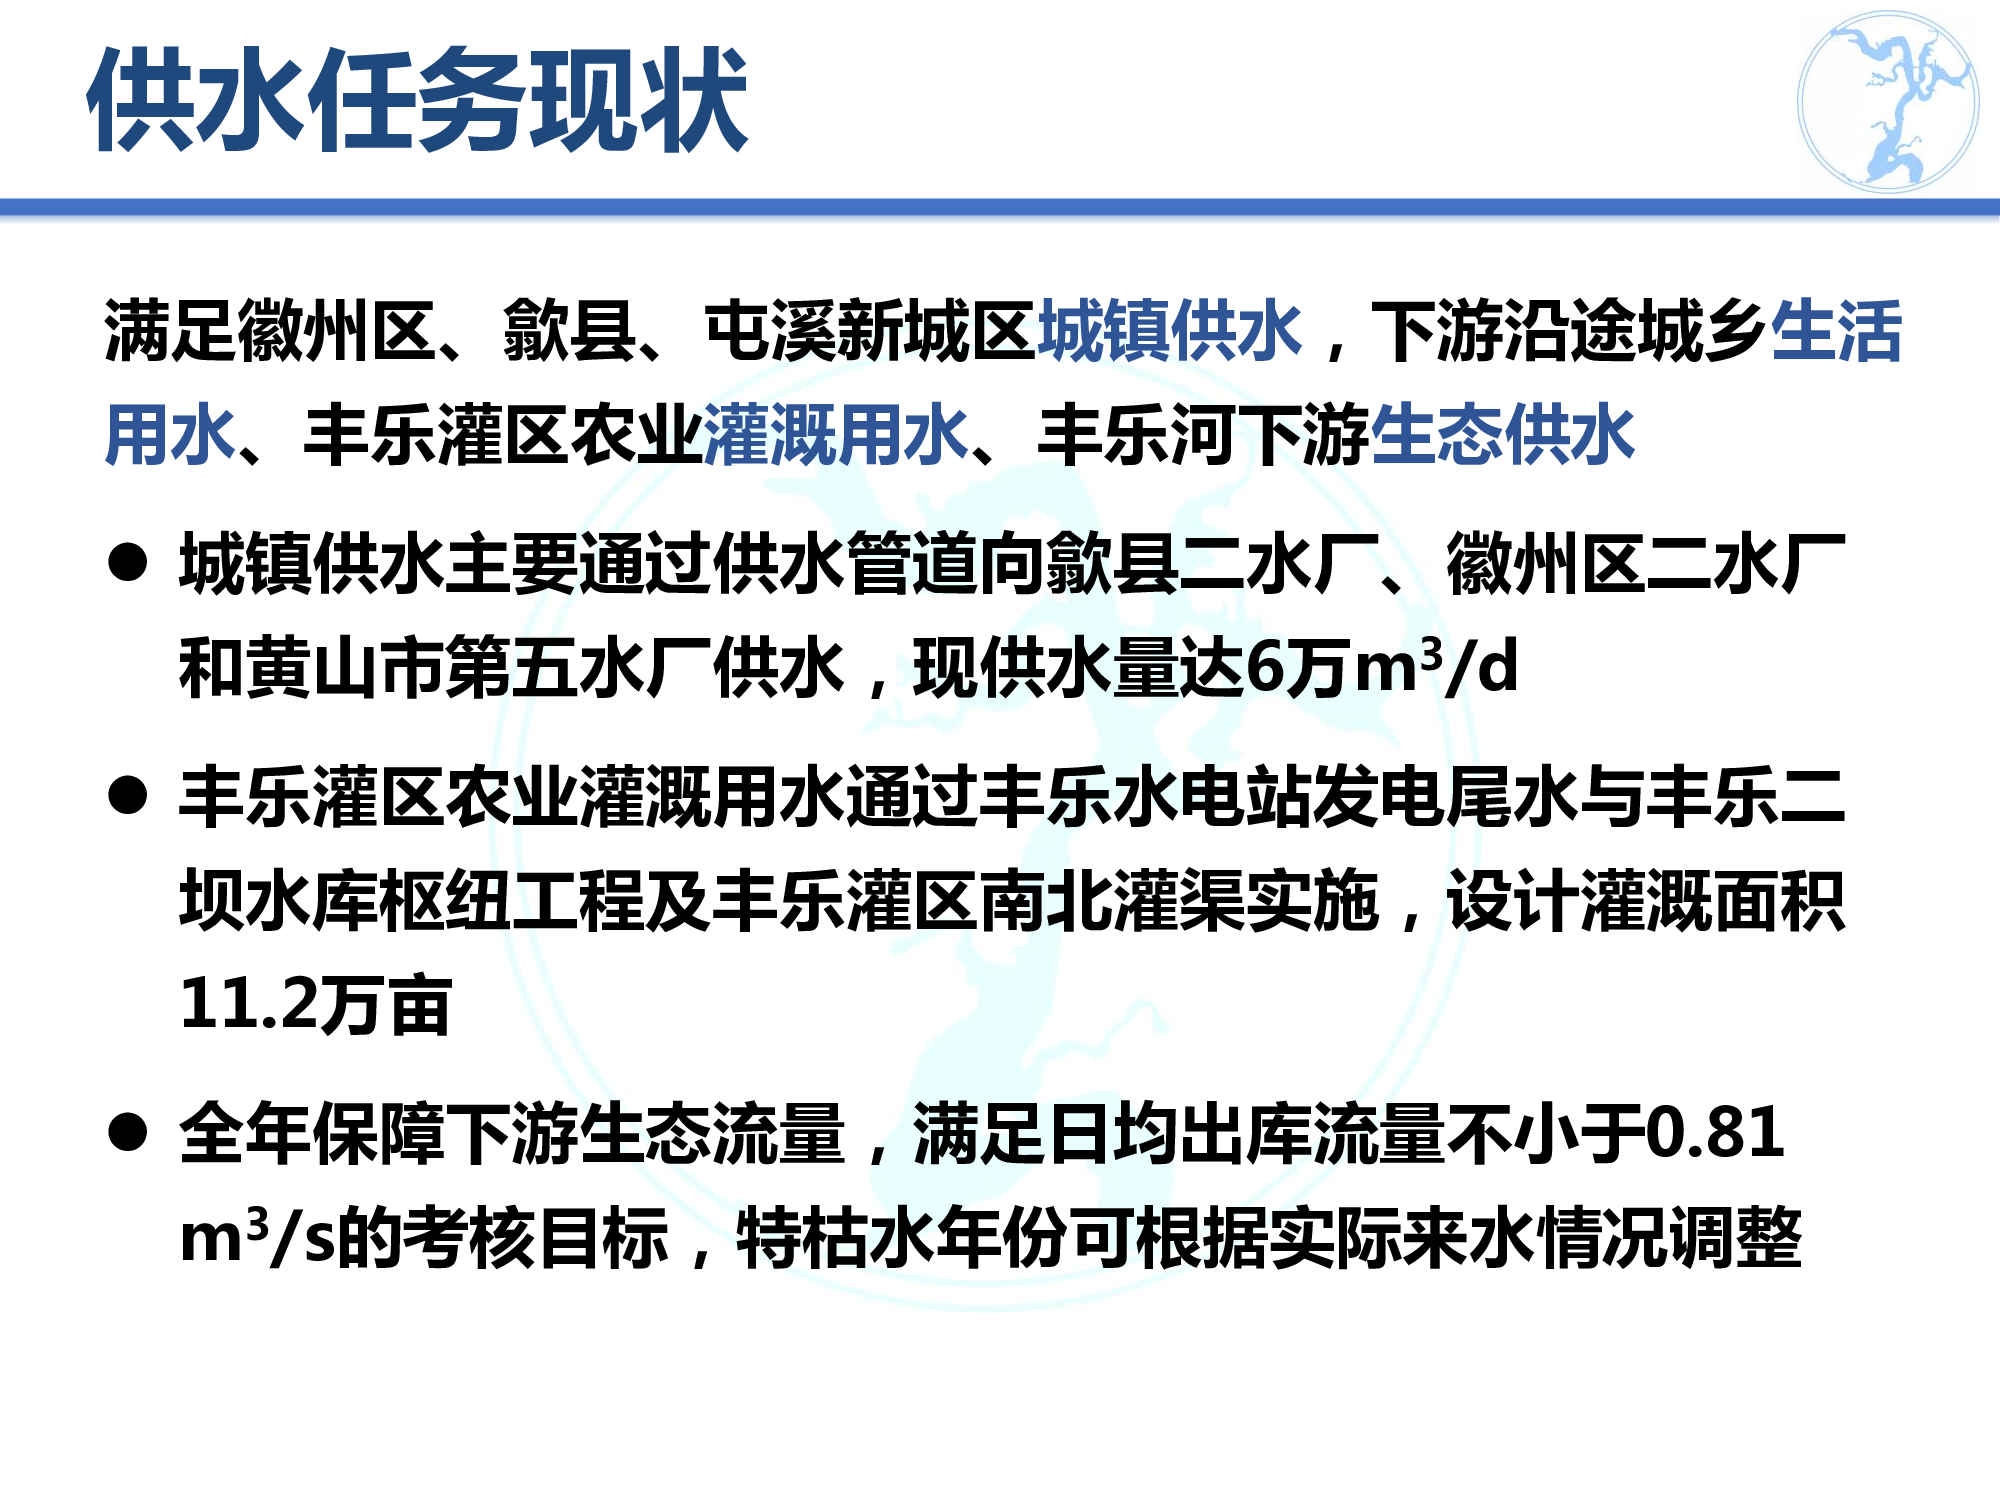 供水任务现状
满足徽州区、歙县、屯溪新城区城镇供水，下游沿途城乡生活
用水、丰乐灌区农业灌溉用水、丰乐河下游生态供水
● 城镇供水主要通过供水管道向歙县二水厂、徽州区二水厂
和黄山市第五水厂供水，现供水量达6万m³/d
● 丰乐灌区农业灌溉用水通过丰乐水电站发电尾水与丰乐二
坝水库枢纽工程及丰乐灌区南北灌渠实施，设计灌溉面积
11.2万亩
● 全年保障下游生态流量，满足日均出库流量不小于0.81
m³/s的考核目标，特枯水年份可根据实际来水情况调整